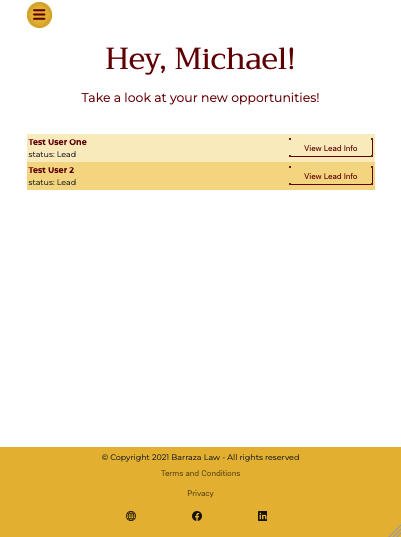 Hey, Michael!
Take a look at your new opportunities!
Test User One
status: Lead
View Lead Info
Test User 2
status: Lead
View Lead Info
© Copyright 2021 Barraza Law - All rights reserved
Terms and Conditions
Privacy